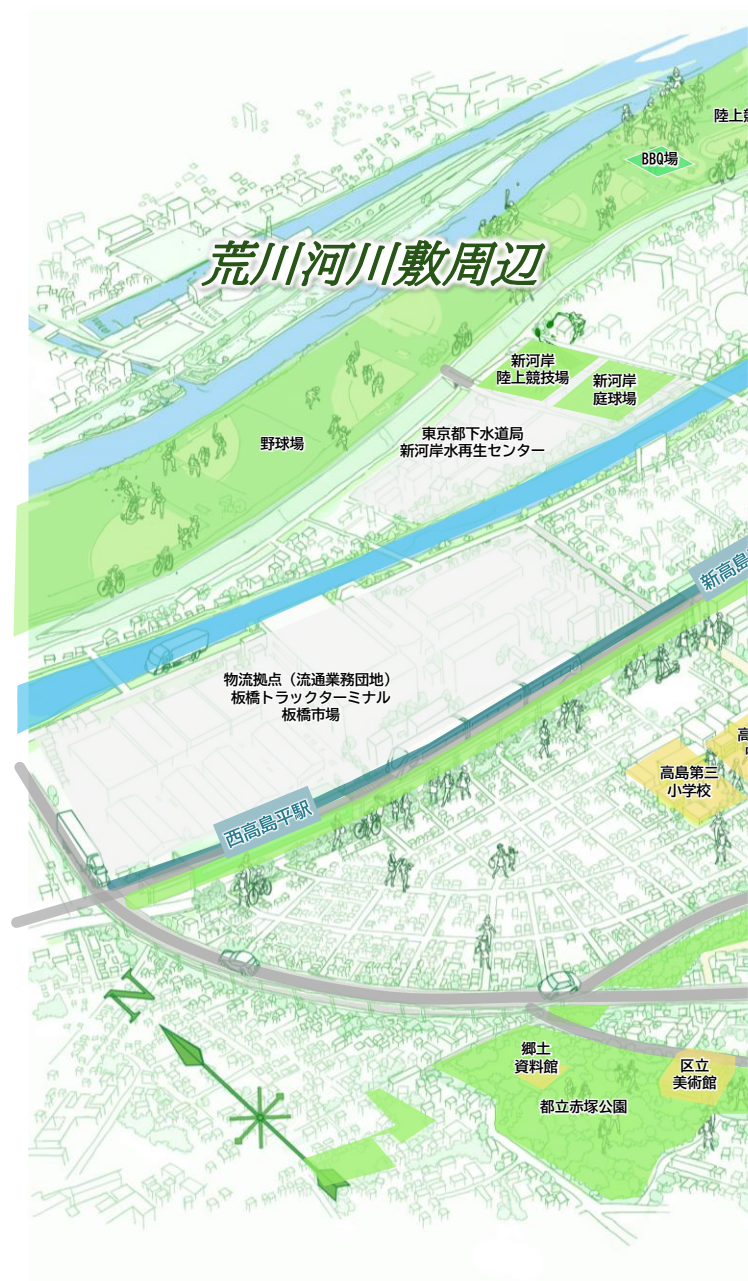 陸上
BBQ場
荒川河川敷周辺
新河岸
陸上競技場
新河岸
庭球場
野球場
東京都下水道局
新河岸水再生センター
新高島
物流拠点（流通業務団地）
板橋トラックターミナル
板橋市場
高島第三
小学校
西高島平駅
N
郷土
資料館
区立
美術館
都立赤塚公園